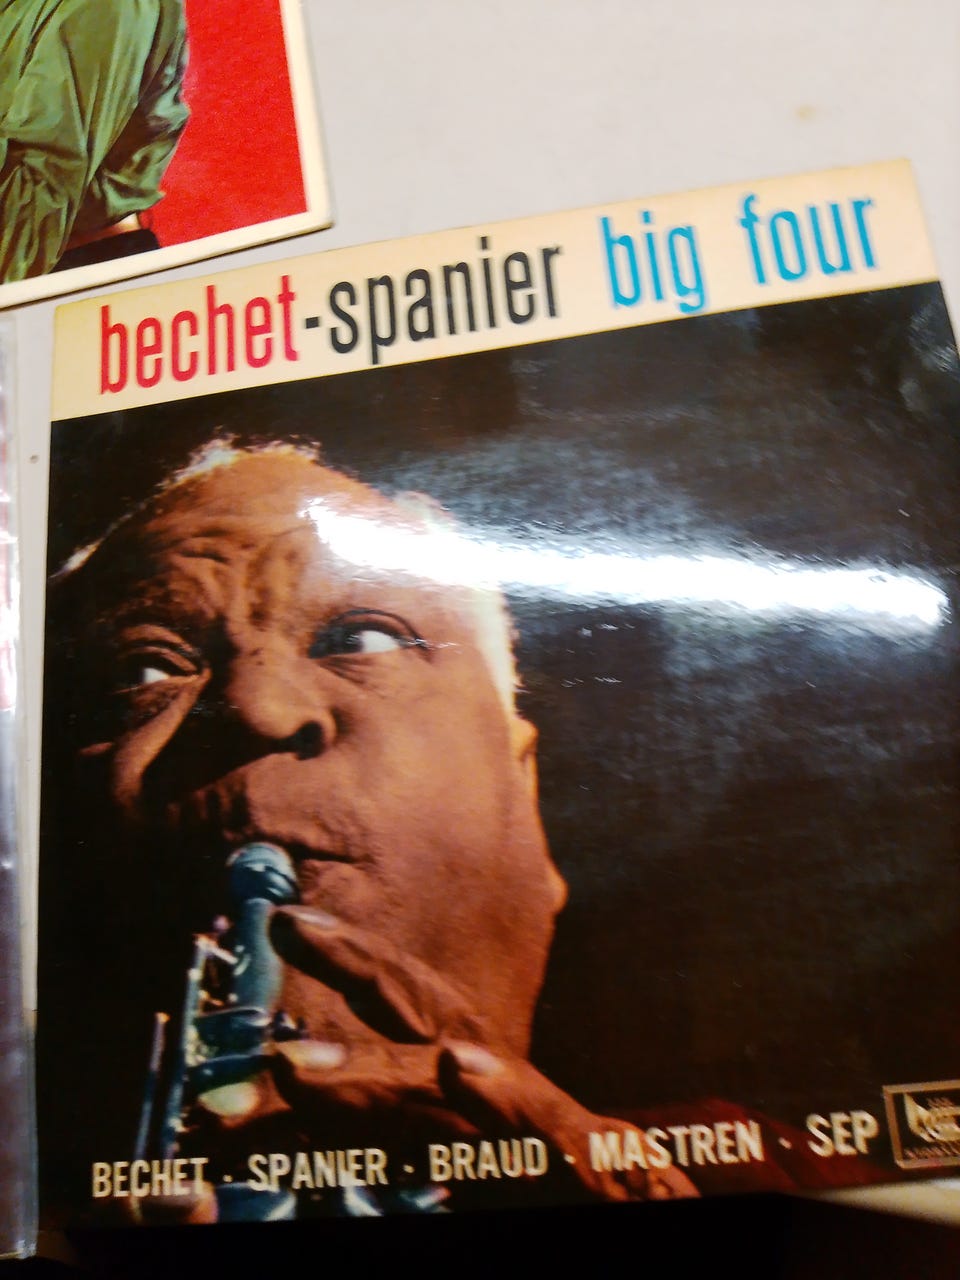 bechet-spanier big four
BECHET · SPANIER · BRAUD · MASTREN · SEP